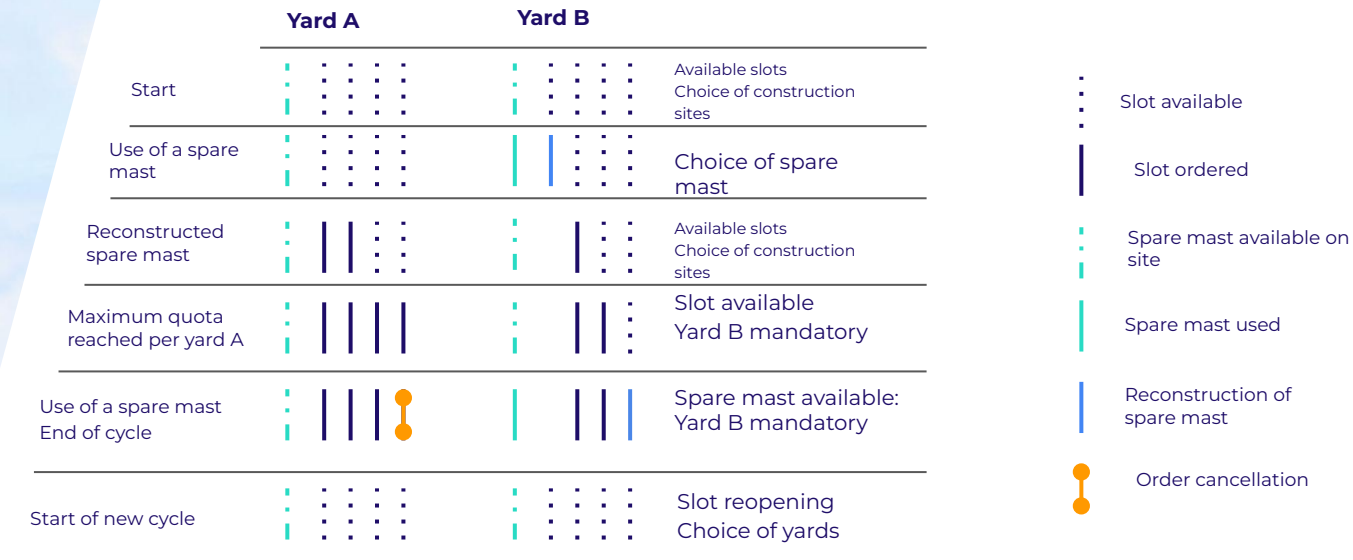 Yard A
Yard B
Start
Available slots
Choice of construction
sites
Use of a spare
mast
Choice of spare
mast
Reconstructed
spare mast
Available slots
Choice of construction
sites
Maximum quota
reached per yard A
Slot available
Yard B mandatory
Use of a spare mast
End of cycle
Spare mast available:
Yard B mandatory
Start of new cycle
Slot reopening
Choice of yards
Slot available
Slot ordered
Spare mast available on
site
Spare mast used
Reconstruction of
spare mast
Order cancellation